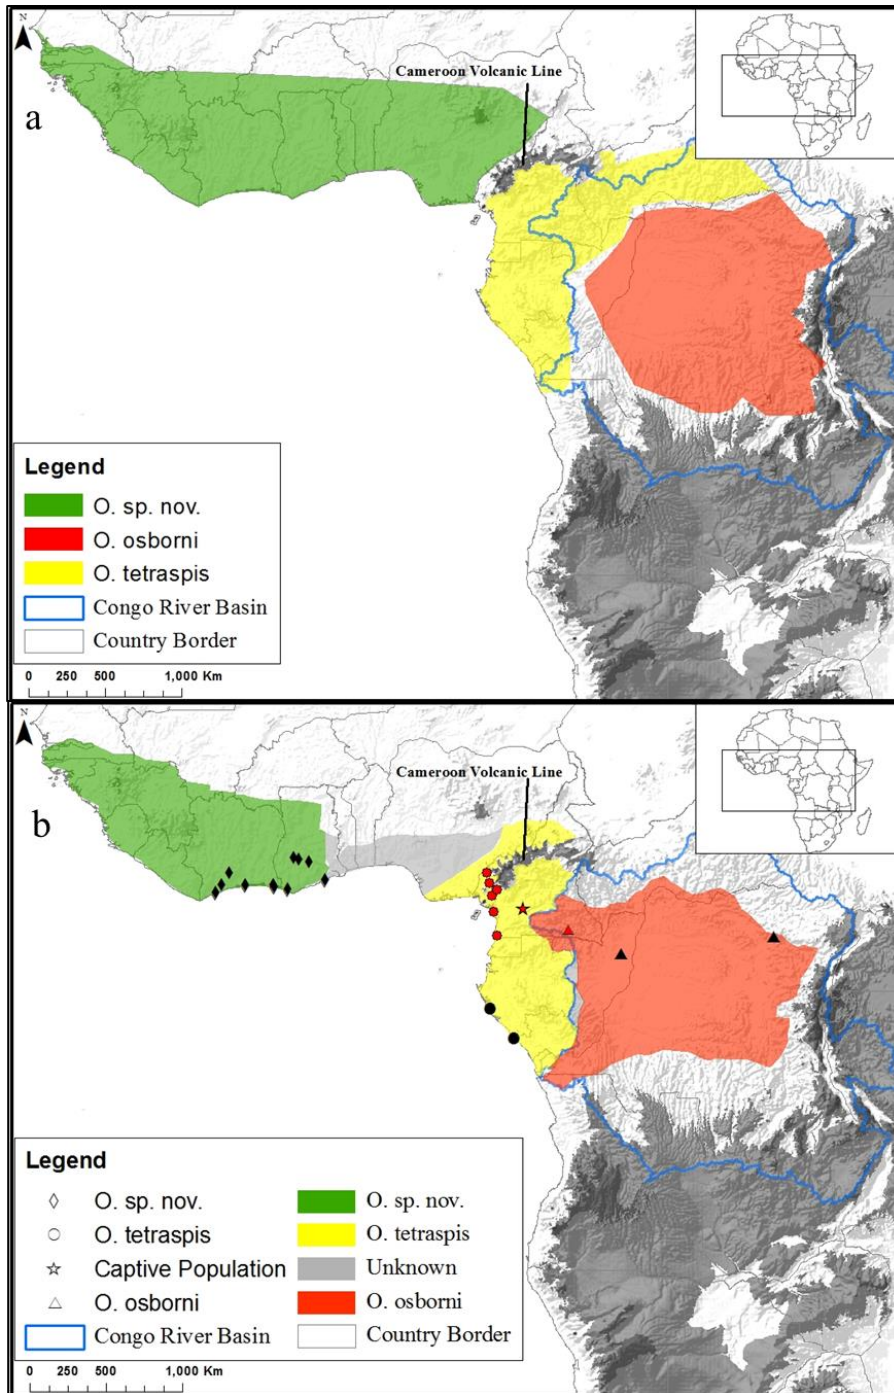 N
Cameroon Volcanic Line
a
Legend
O. sp. nov.
O. osborni
O. tetraspis
Congo River Basin
Country Border
0 250 500 1,000 Km
N
Cameroon Volcanic Line
b
Legend
O. sp. nov. O. sp. nov.
O. tetraspis O. tetraspis
Captive Population Unknown
O. osborni O. osborni
Congo River Basin Country Border
0 250 500 1,000 Km